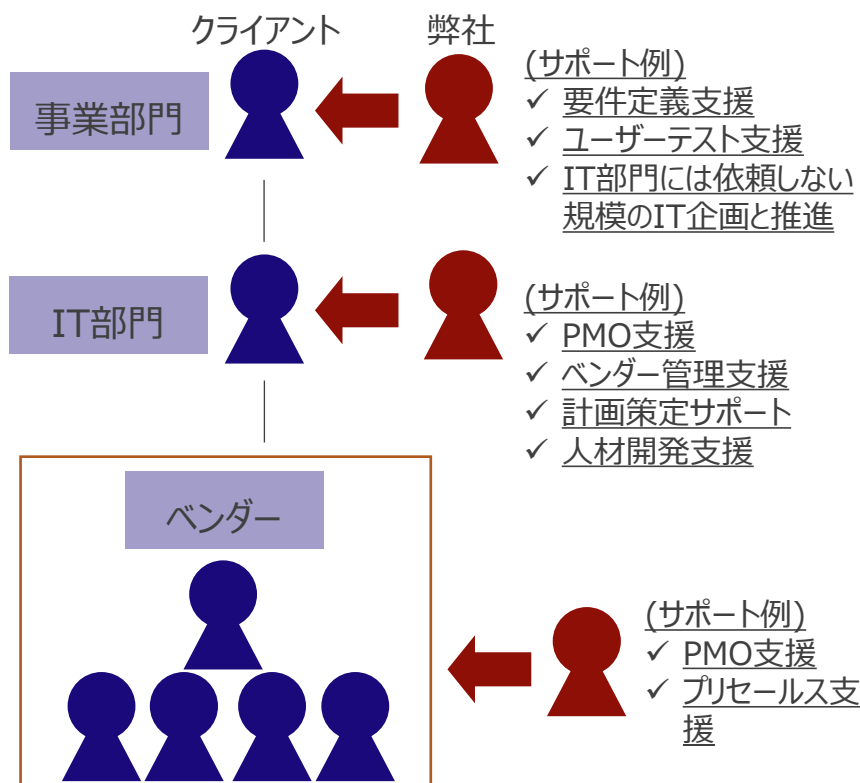 クライアント
弊社
事業部門
(サポート例)
✓ 要件定義支援
✓ ユーザーテスト支援
✓ IT部門には依頼しない
規模のIT企画と推進
IT部門
(サポート例)
✓ PMO支援
✓ ベンダー管理支援
✓ 計画策定サポート
✓ 人材開発支援
ベンダー
(サポート例)
✓ PMO支援
✓ プリセールス支
援